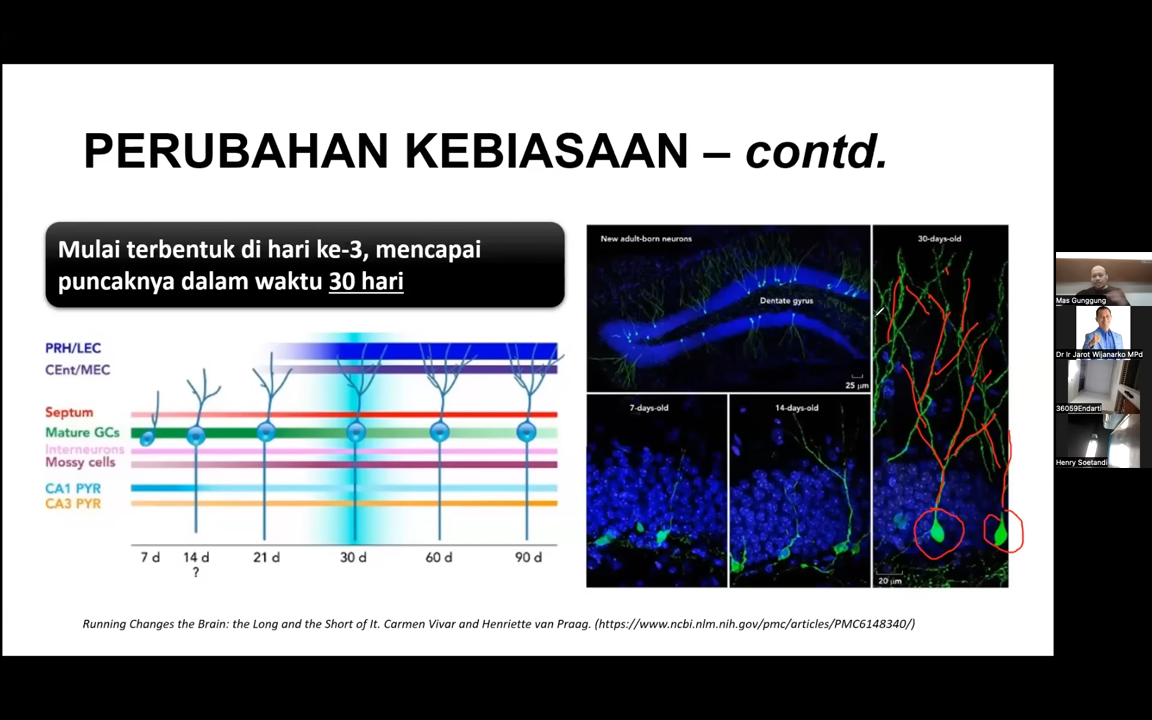 PERUBAHAN KEBIASAAN – contd.
Mulai terbentuk di hari ke-3, mencapai
puncaknya dalam waktu 30 hari
PRH/LEC
CEnt/MEC
Septum
Mature GCs
Interneurons
Mossy cells
CA1 PYR
CA3 PYR
7 d 14 d 21 d 30 d 60 d 90 d
?
New adult-born neurons
Dentate gyrus
25 µm
7-days-old
14-days-old
30-days-old
20 µm
Running Changes the Brain: the Long and the Short of It. Carmen Vivar and Henriette van Praag. (https://www.ncbi.nlm.nih.gov/pmc/articles/PMC6148340/)
Mas Gunggung
Dr Ir Jarot Wijanarko MPd
36059Endarti
Henry Soetandi